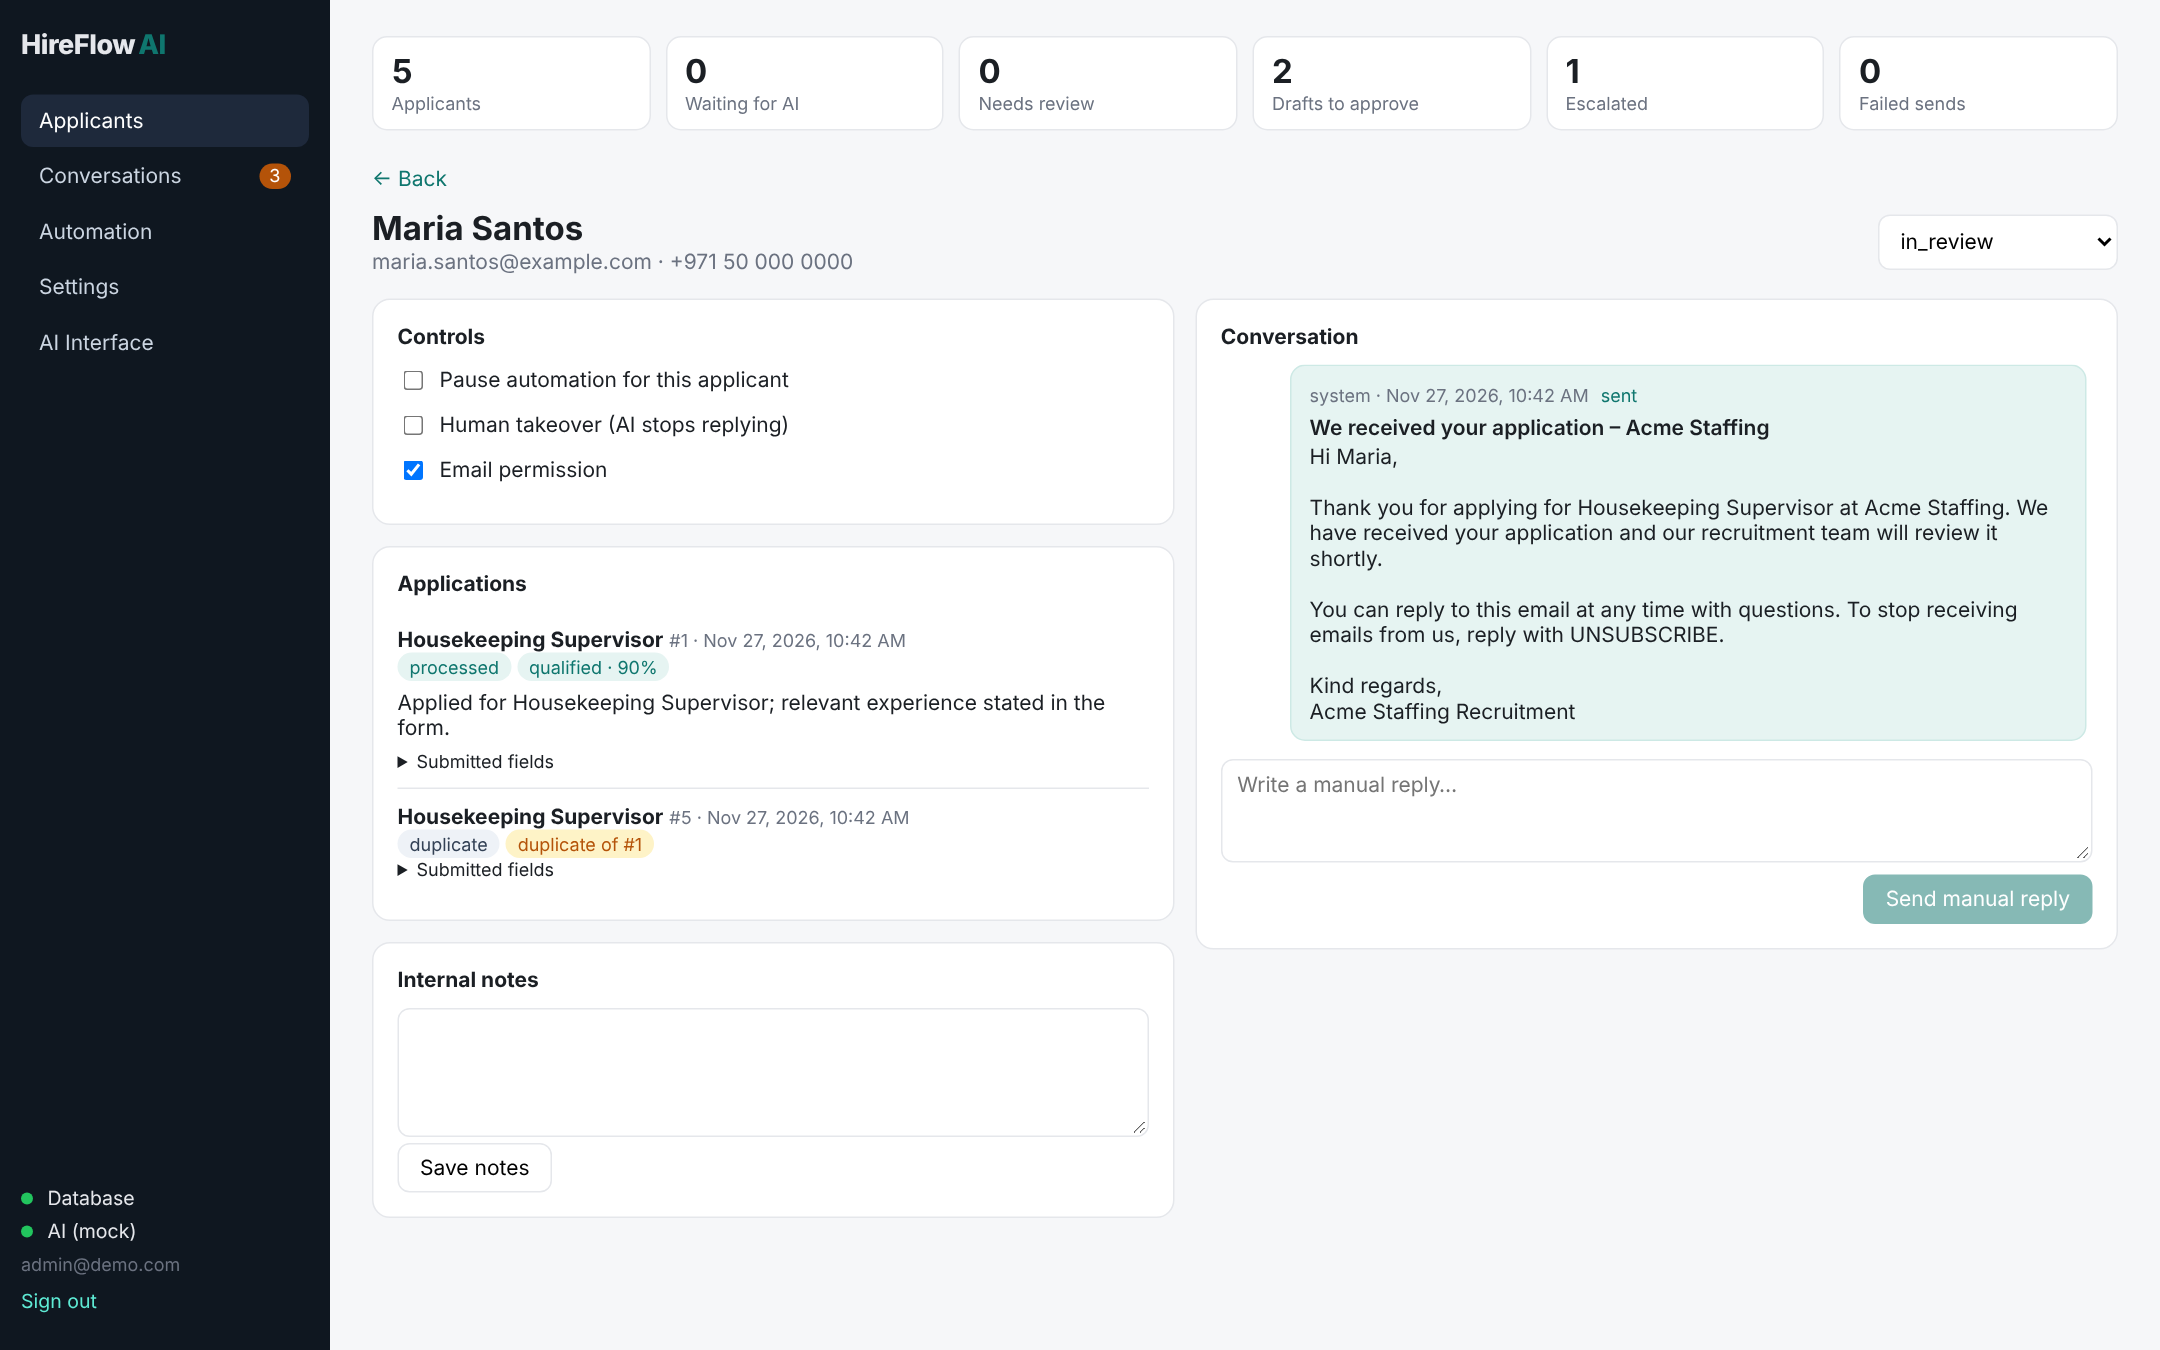 HireFlow AI
Applicants
Conversations 3
Automation
Settings
AI Interface
Database
AI (mock)
admin@demo.com
Sign out
5
Applicants
0
Waiting for AI
0
Needs review
2
Drafts to approve
1
Escalated
0
Failed sends
← Back
Maria Santos
maria.santos@example.com · +971 50 000 0000
in_review
Controls
Pause automation for this applicant
Human takeover (AI stops replying)
Email permission
Applications
Housekeeping Supervisor #1 · Nov 27, 2026, 10:42 AM
processed qualified · 90%
Applied for Housekeeping Supervisor; relevant experience stated in the
form.
Submitted fields
Housekeeping Supervisor #5 · Nov 27, 2026, 10:42 AM
duplicate duplicate of #1
Submitted fields
Internal notes
Save notes
Conversation
system · Nov 27, 2026, 10:42 AM sent
We received your application – Acme Staffing
Hi Maria,
Thank you for applying for Housekeeping Supervisor at Acme Staffing. We
have received your application and our recruitment team will review it
shortly.
You can reply to this email at any time with questions. To stop receiving
emails from us, reply with UNSUBSCRIBE.
Kind regards,
Acme Staffing Recruitment
Write a manual reply...
Send manual reply